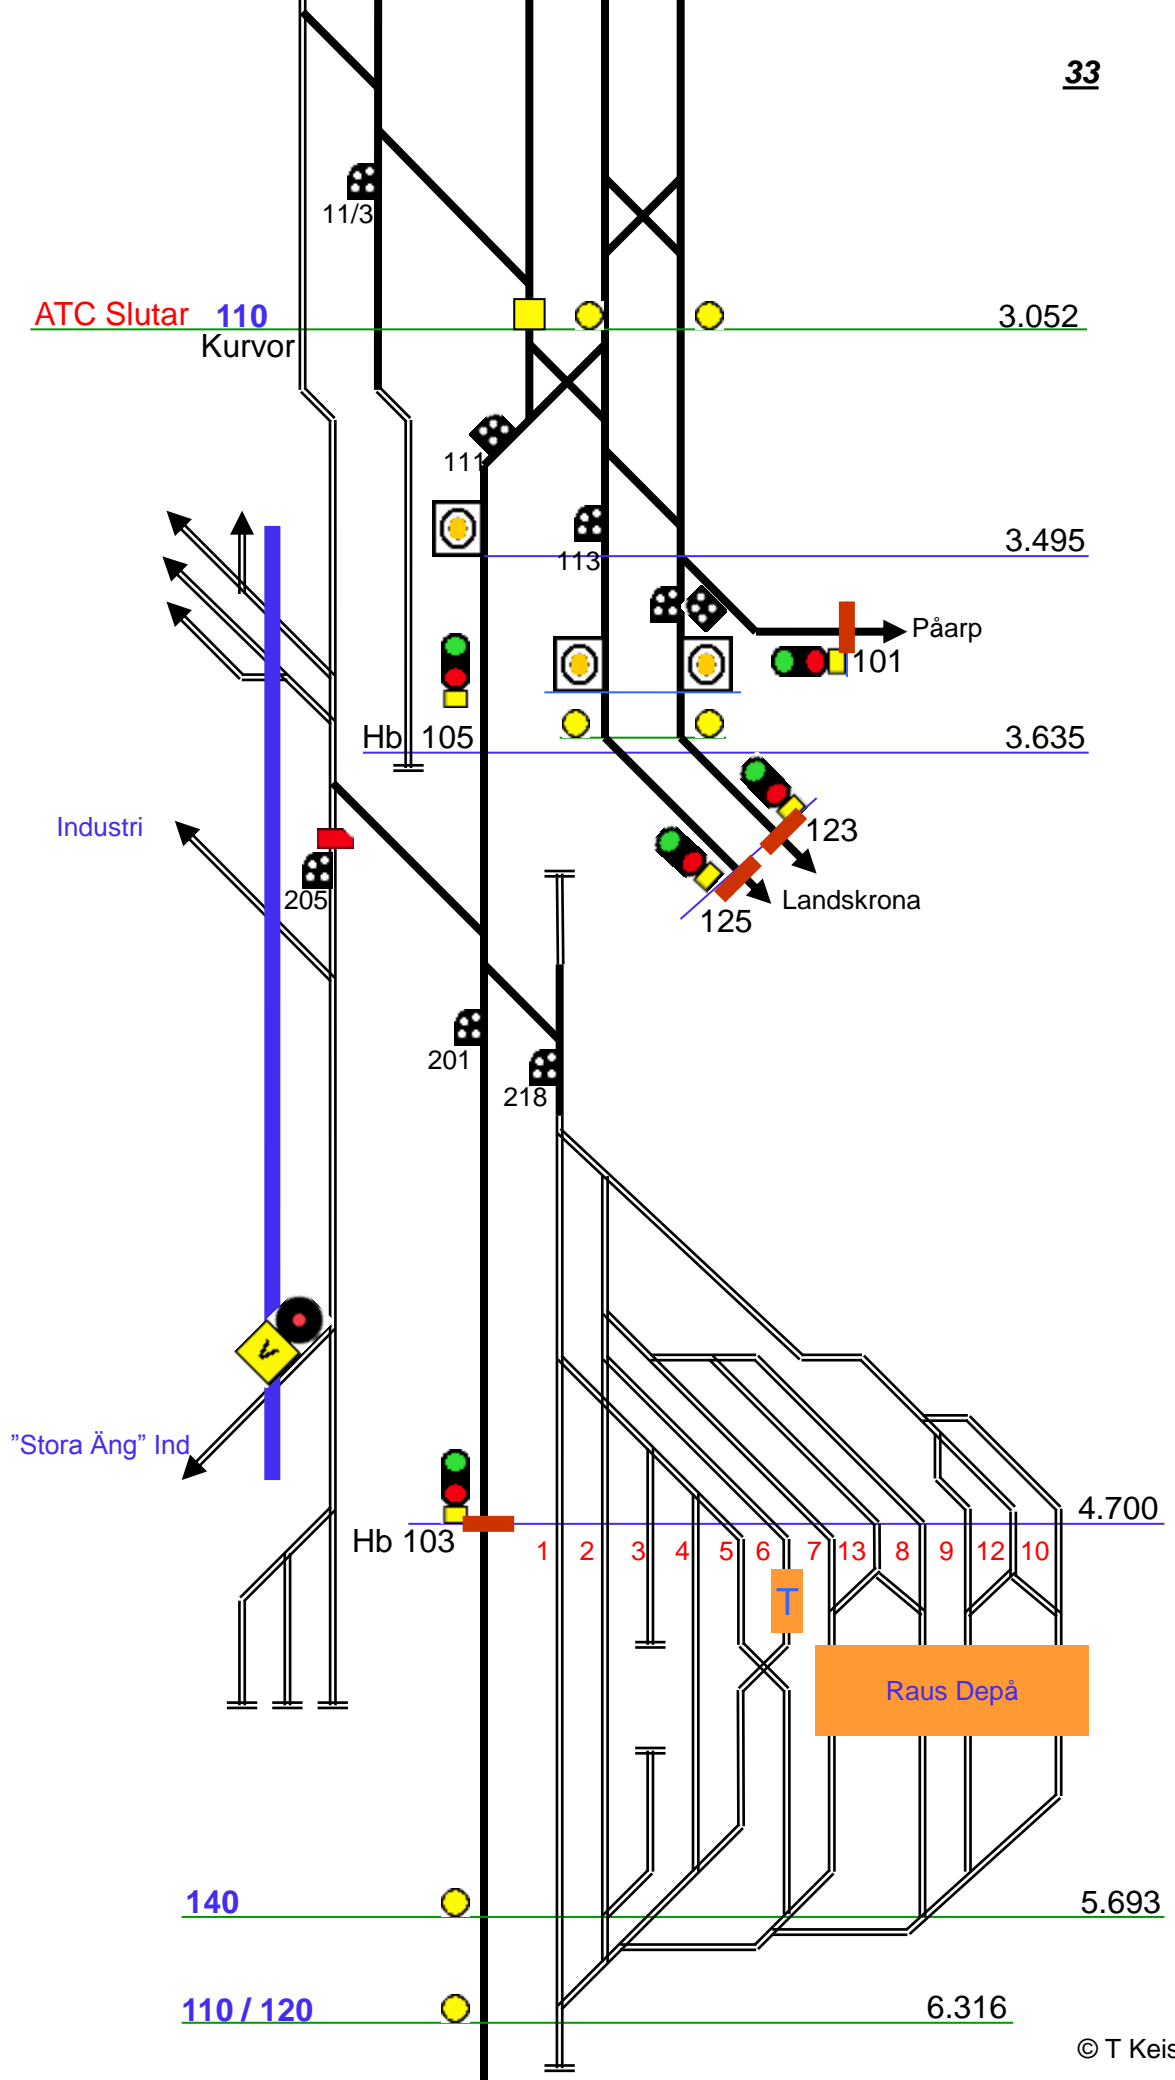 33
11/3
ATC Slutar 110 3.052
Kurvor
111
3.495
113
Påarp
101
Hb 105 3.635
Industri
123
205
Landskrona
125
201
218
V
"Stora Äng" Ind
4.700
Hb 103
1 2 3 4 5 6 7 13 8 9 12 10
T
Raus Depå
140 5.693
110 / 120 6.316
© T Keis